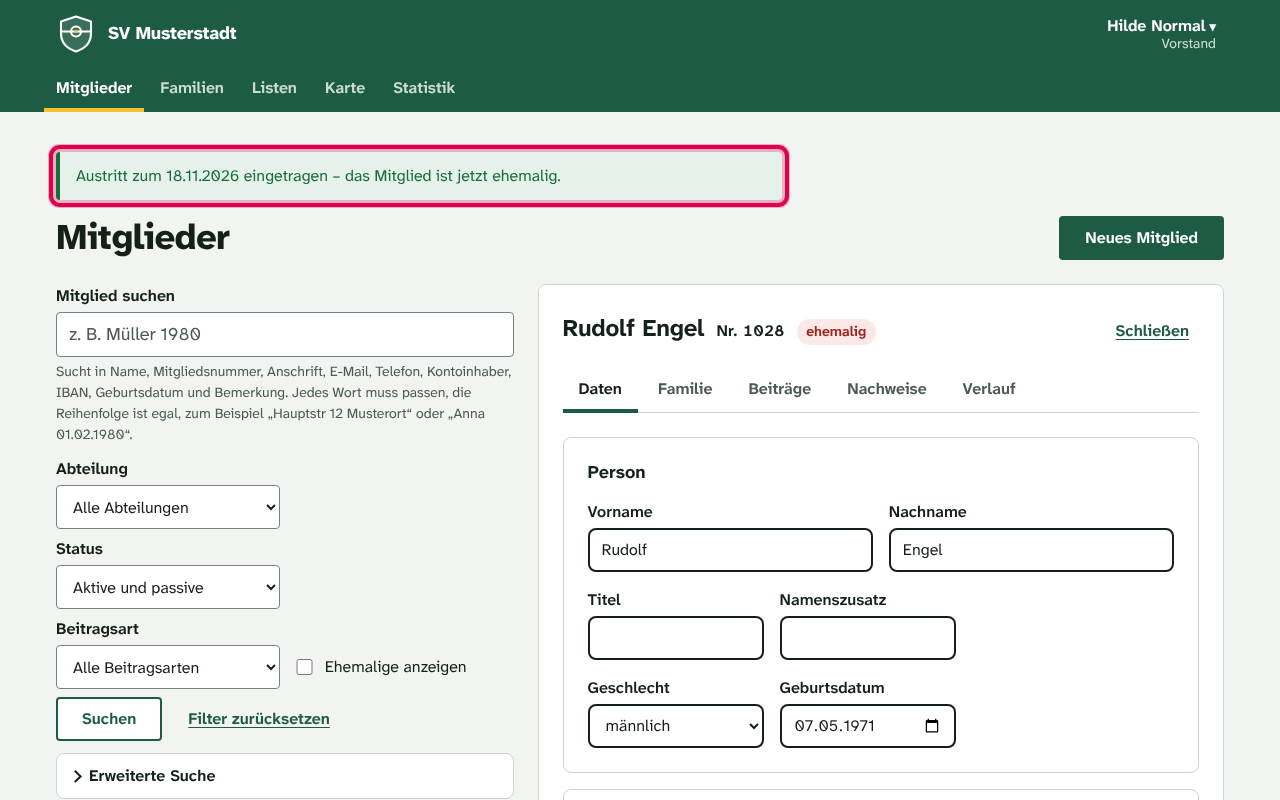 SV Musterstadt
Hilde Normal ▾
Vorstand
Mitglieder Familien Listen Karte Statistik
Austritt zum 18.11.2026 eingetragen – das Mitglied ist jetzt ehemalig.
Mitglieder
Neues Mitglied
Mitglied suchen
z. B. Müller 1980
Sucht in Name, Mitgliedsnummer, Anschrift, E-Mail, Telefon, Kontoinhaber,
IBAN, Geburtsdatum und Bemerkung. Jedes Wort muss passen, die
Reihenfolge ist egal, zum Beispiel „Hauptstr 12 Musterort“ oder „Anna
01.02.1980“.
Abteilung
Alle Abteilungen
Status
Aktive und passive
Beitragsart
Alle Beitragsarten
Ehemalige anzeigen
Suchen
Filter zurücksetzen
Erweiterte Suche
Rudolf Engel Nr. 1028 ehemalig
Schließen
Daten Familie Beiträge Nachweise Verlauf
Person
Vorname Nachname
Rudolf Engel
Titel Namenszusatz
Geschlecht Geburtsdatum
männlich 07.05.1971